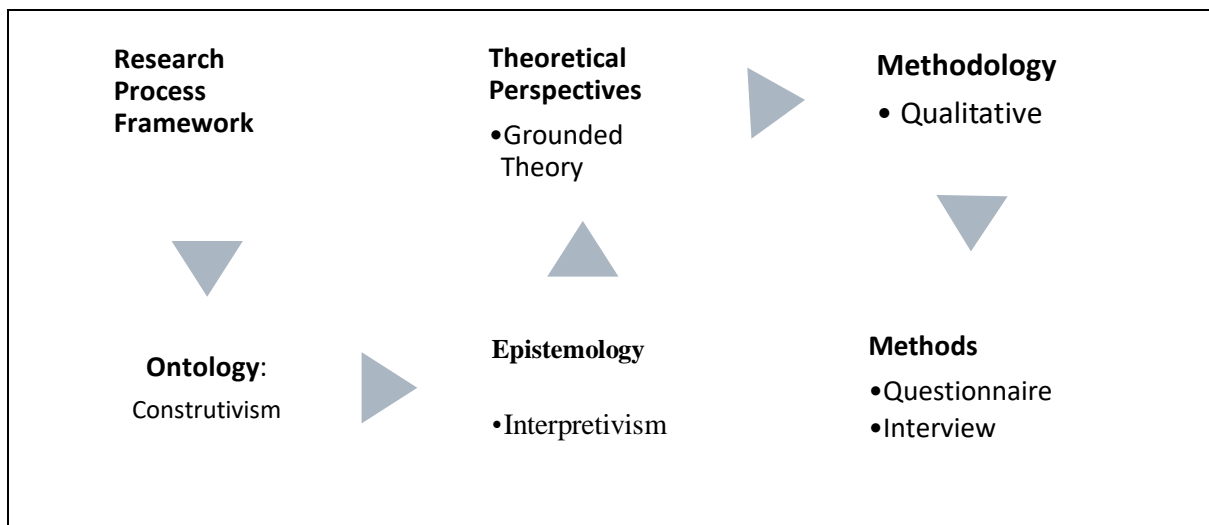 Research
Process
Framework
Ontology:
Construtivism
Epistemology
•Interpretivism
Theoretical
Perspectives
•Grounded
Theory
Methodology
• Qualitative
Methods
•Questionnaire
•Interview